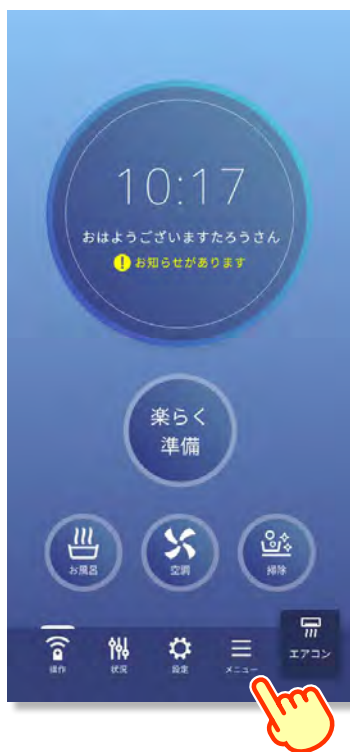 10:17
おはようございますたろうさん
! お知らせがあります
楽らく
準備
お風呂
空調
掃除
操作
状況
設定
メニュー
エアコン